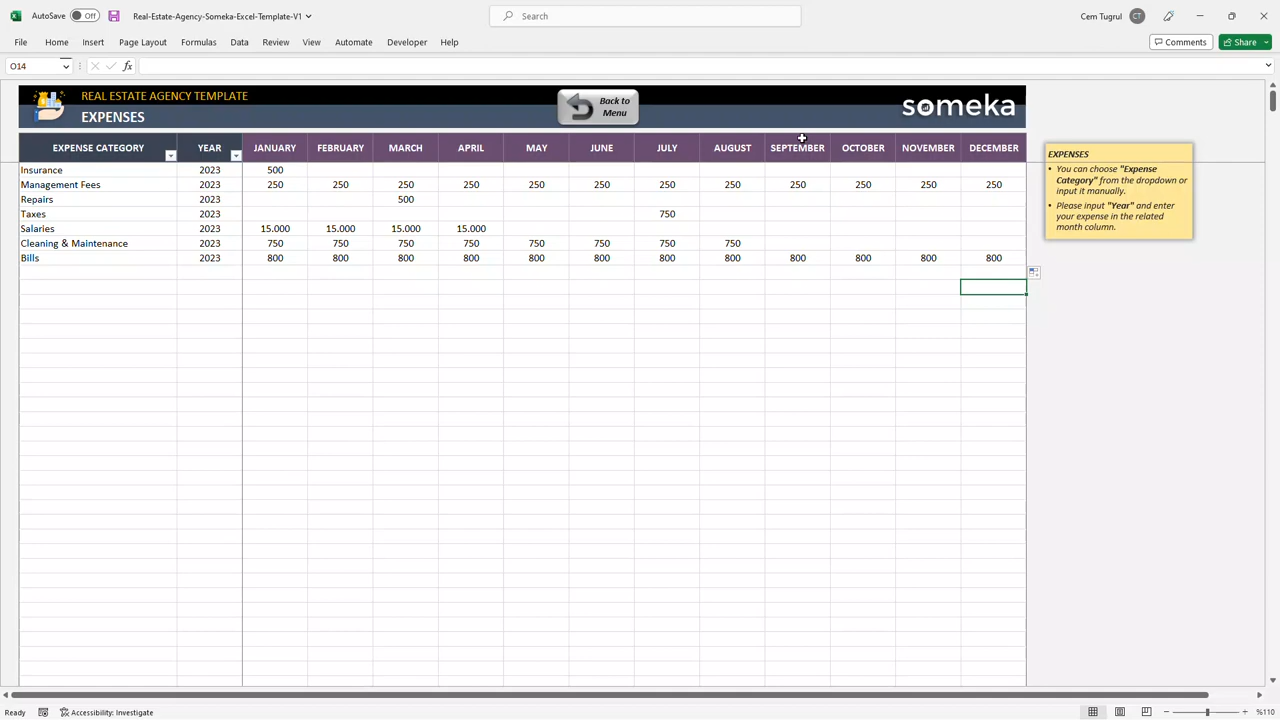 AutoSave Off Real-Estate-Agency-Someka-Excel-Template-V1 Search Cem Tugrul CT
File Home Insert Page Layout Formulas Data Review View Automate Developer Help Comments Share
O14 fx
REAL ESTATE AGENCY TEMPLATE
EXPENSES
Back to
Menu
someka
EXPENSE CATEGORY YEAR JANUARY FEBRUARY MARCH APRIL MAY JUNE JULY AUGUST SEPTEMBER OCTOBER NOVEMBER DECEMBER
Insurance 2023 500
Management Fees 2023 250 250 250 250 250 250 250 250 250 250 250 250
Repairs 2023 500
Taxes 2023 750
Salaries 2023 15.000 15.000 15.000 15.000
Cleaning & Maintenance 2023 750 750 750 750 750 750 750 750
Bills 2023 800 800 800 800 800 800 800 800 800 800 800 800
EXPENSES
• You can choose "Expense
Category" from the dropdown or
input it manually.
• Please input "Year" and enter
your expense in the related
month column.
Ready Accessibility: Investigate %110